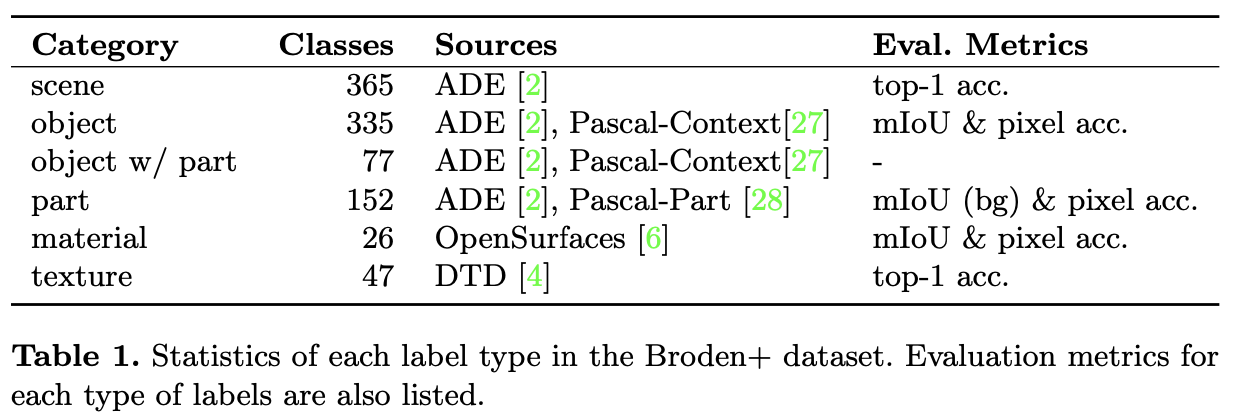 Category Classes Sources Eval. Metrics
scene 365 ADE [2] top-1 acc.
object 335 ADE [2], Pascal-Context[27] mIoU & pixel acc.
object w/ part 77 ADE [2], Pascal-Context[27] -
part 152 ADE [2], Pascal-Part [28] mIoU (bg) & pixel acc.
material 26 OpenSurfaces [6] mIoU & pixel acc.
texture 47 DTD [4] top-1 acc.
Table 1. Statistics of each label type in the Broden+ dataset. Evaluation metrics for
each type of labels are also listed.